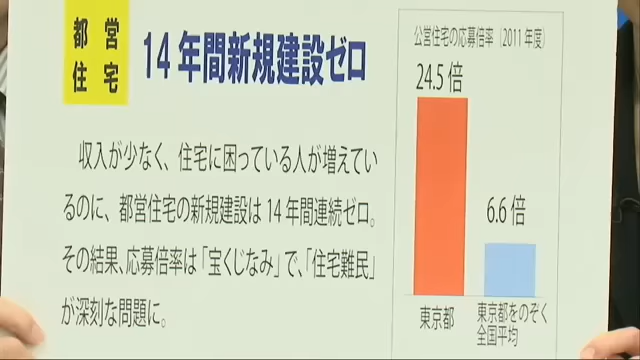 都営
住宅
14年間新規建設ゼロ
収入が少なく、住宅に困っている人が増えてい
るのに、都営住宅の新規建設は14年間連続ゼロ。
その結果、応募倍率は「宝くじなみ」で、「住宅難民」
が深刻な問題に。
公営住宅の応募倍率（2011年度）
24.5倍
6.6倍
東京都
東京都をのぞく
全国平均